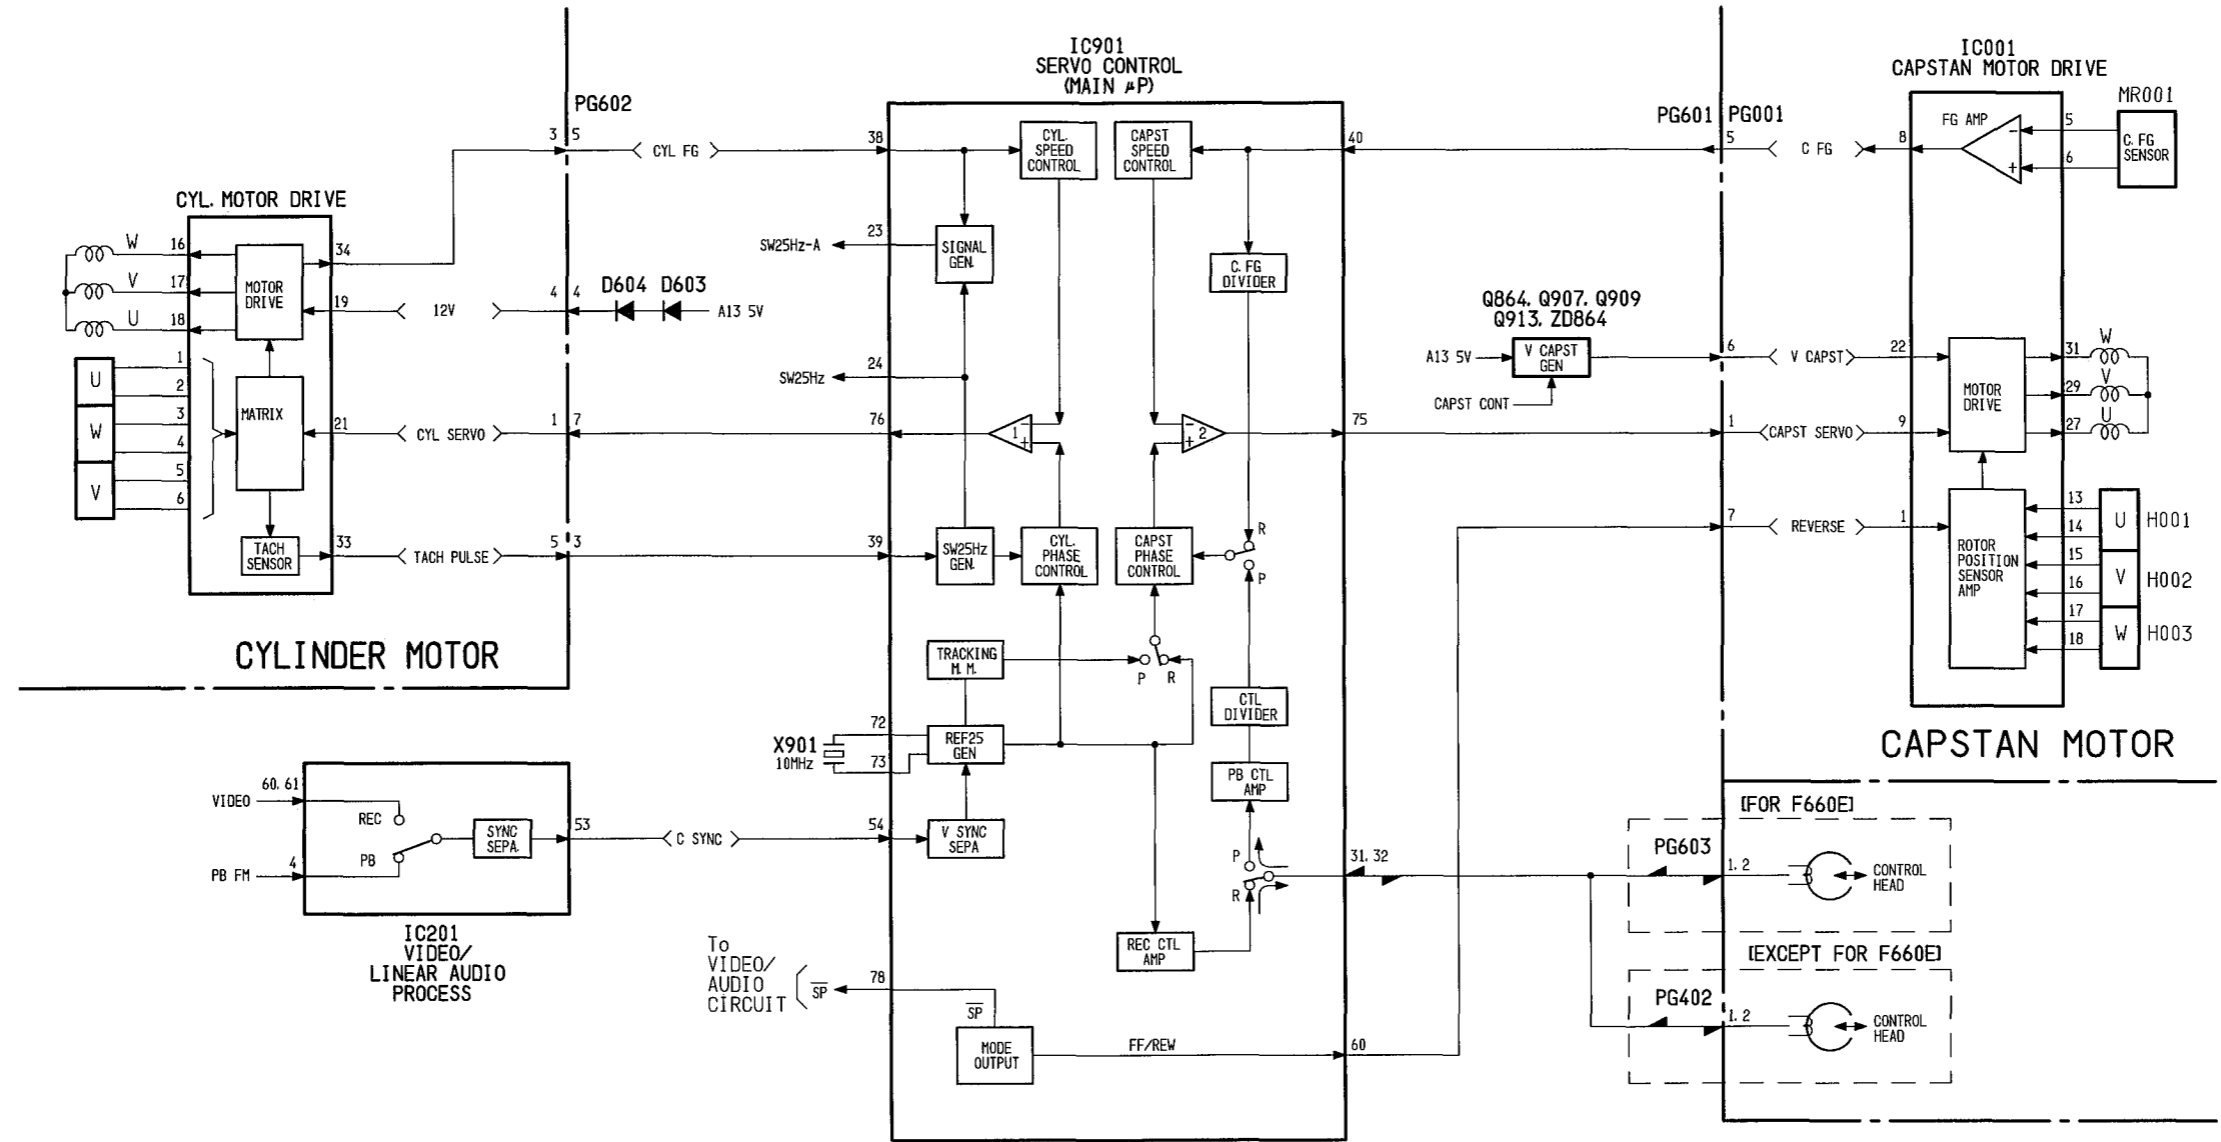 IC901
SERVO CONTROL
(MAIN μP)
IC001
CAPSTAN MOTOR DRIVE
MR001
PG602
PG601
PG001
3
5
CYL FG
38
CYL.
SPEED
CONTROL
CAPST
SPEED
CONTROL
40
5
C FG
8
FG AMP
-
+
5
6
C. FG
SENSOR
CYL. MOTOR DRIVE
W
16
V
17
U
18
MOTOR
DRIVE
34
19
12V
4
4
D604
D603
A13 5V
SW25Hz-A
23
SIGNAL
GEN.
C. FG
DIVIDER
Q864, Q907, Q909
Q913, ZD864
A13 5V
V CAPST
GEN
CAPST CONT
6
V CAPST
22
MOTOR
DRIVE
31
W
29
V
27
U
U
1
2
W
3
4
V
5
6
MATRIX
21
CYL SERVO
1
7
SW25Hz
24
76
1
-
+
-
+
2
75
1
CAPST SERVO
9
TACH
SENSOR
33
TACH PULSE
5
3
39
SW25Hz
GEN.
CYL.
PHASE
CONTROL
CAPST
PHASE
CONTROL
R
P
7
REVERSE
1
ROTOR
POSITION
SENSOR
AMP
13
14
15
16
17
18
U
V
W
H001
H002
H003
CYLINDER MOTOR
TRACKING
M. M.
P
R
CTL
DIVIDER
72
X901
10MHz
73
REF25
GEN
PB CTL
AMP
CAPSTAN MOTOR
60, 61
VIDEO
REC
PB
4
PB FM
SYNC
SEPA.
53
C SYNC
54
V SYNC
SEPA
P
R
31, 32
[FOR F660E]
PG603
1, 2
CONTROL
HEAD
IC201
VIDEO/
LINEAR AUDIO
PROCESS
REC CTL
AMP
[EXCEPT FOR F660E]
PG402
1, 2
CONTROL
HEAD
To
VIDEO/
AUDIO
CIRCUIT
SP
78
SP
MODE
OUTPUT
FF/REW
60